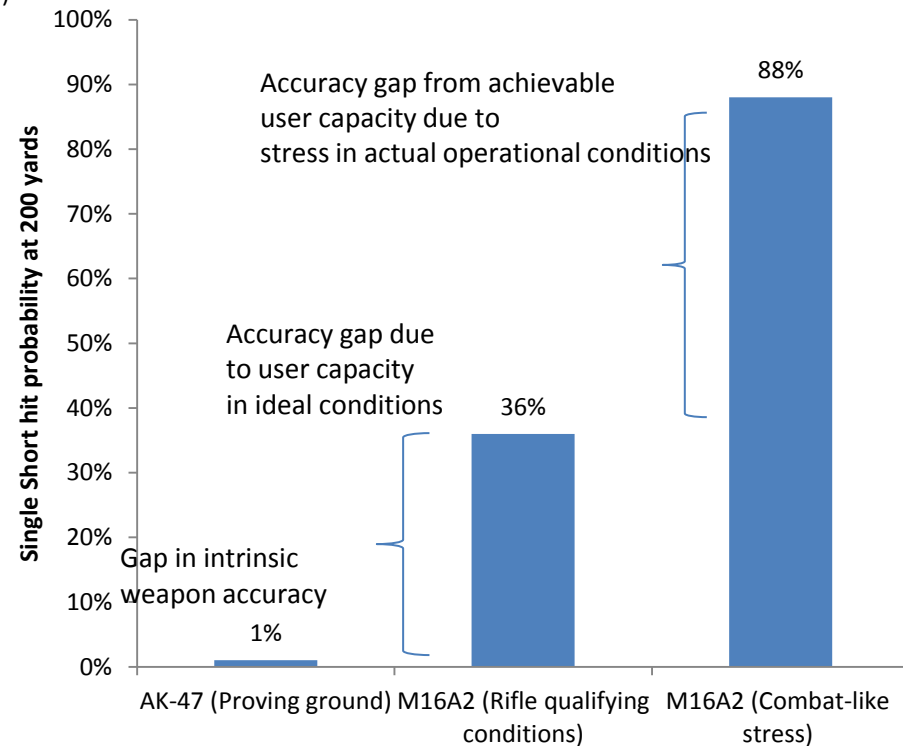 )
100%
90%
80%
70%
60%
50%
40%
30%
20%
10%
0%
Single Short hit probability at 200 yards
Accuracy gap from achievable
user capacity due to
stress in actual operational conditions
88%
Accuracy gap due
to user capacity
in ideal conditions
36%
Gap in intrinsic
weapon accuracy
1%
AK-47 (Proving ground)
M16A2 (Rifle qualifying
conditions)
M16A2 (Combat-like
stress)